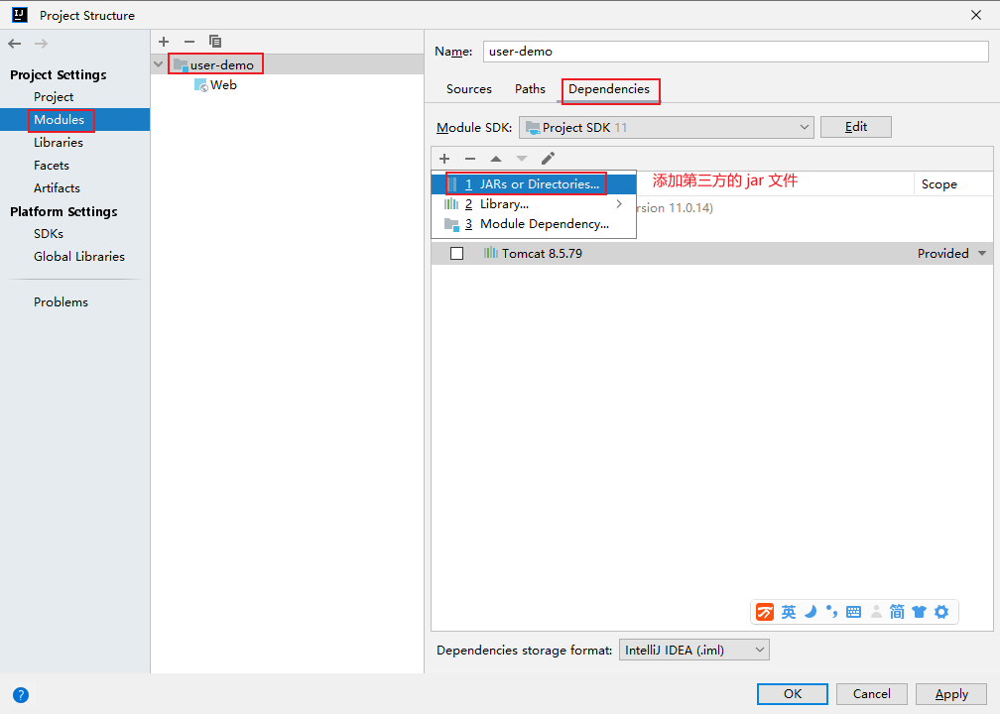 Project Structure
Project Settings
Project
Modules
Libraries
Facets
Artifacts
Platform Settings
SDKs
Global Libraries
Problems
user-demo
Web
Name: user-demo
Sources Paths Dependencies
Module SDK: Project SDK 11 Edit
1 JARs or Directories... 添加第三方的 jar 文件 Scope
2 Library... rsion 11.0.14)
3 Module Dependency...
Tomcat 8.5.79 Provided
英 简
Dependencies storage format: IntelliJ IDEA (.iml)
? OK Cancel Apply